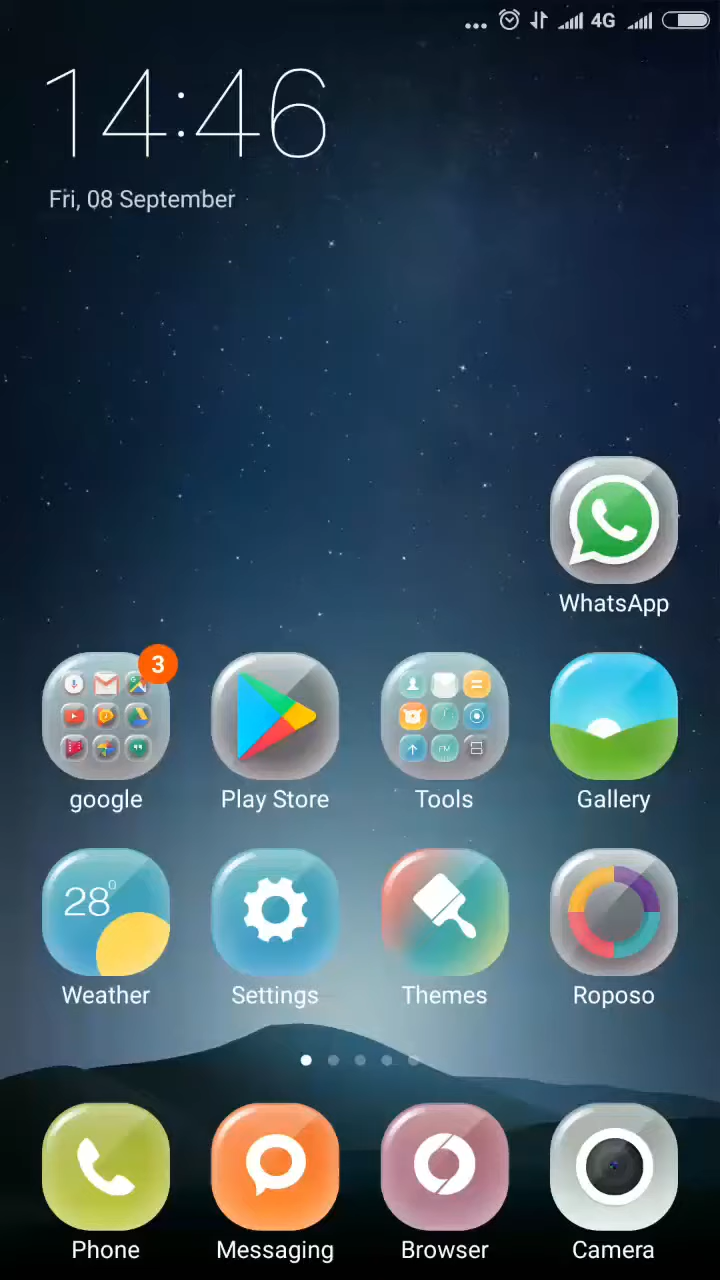 ... 4G
14:46
Fri, 08 September
WhatsApp
3
google Play Store Tools Gallery
28°
Weather Settings Themes Roposo
Phone Messaging Browser Camera